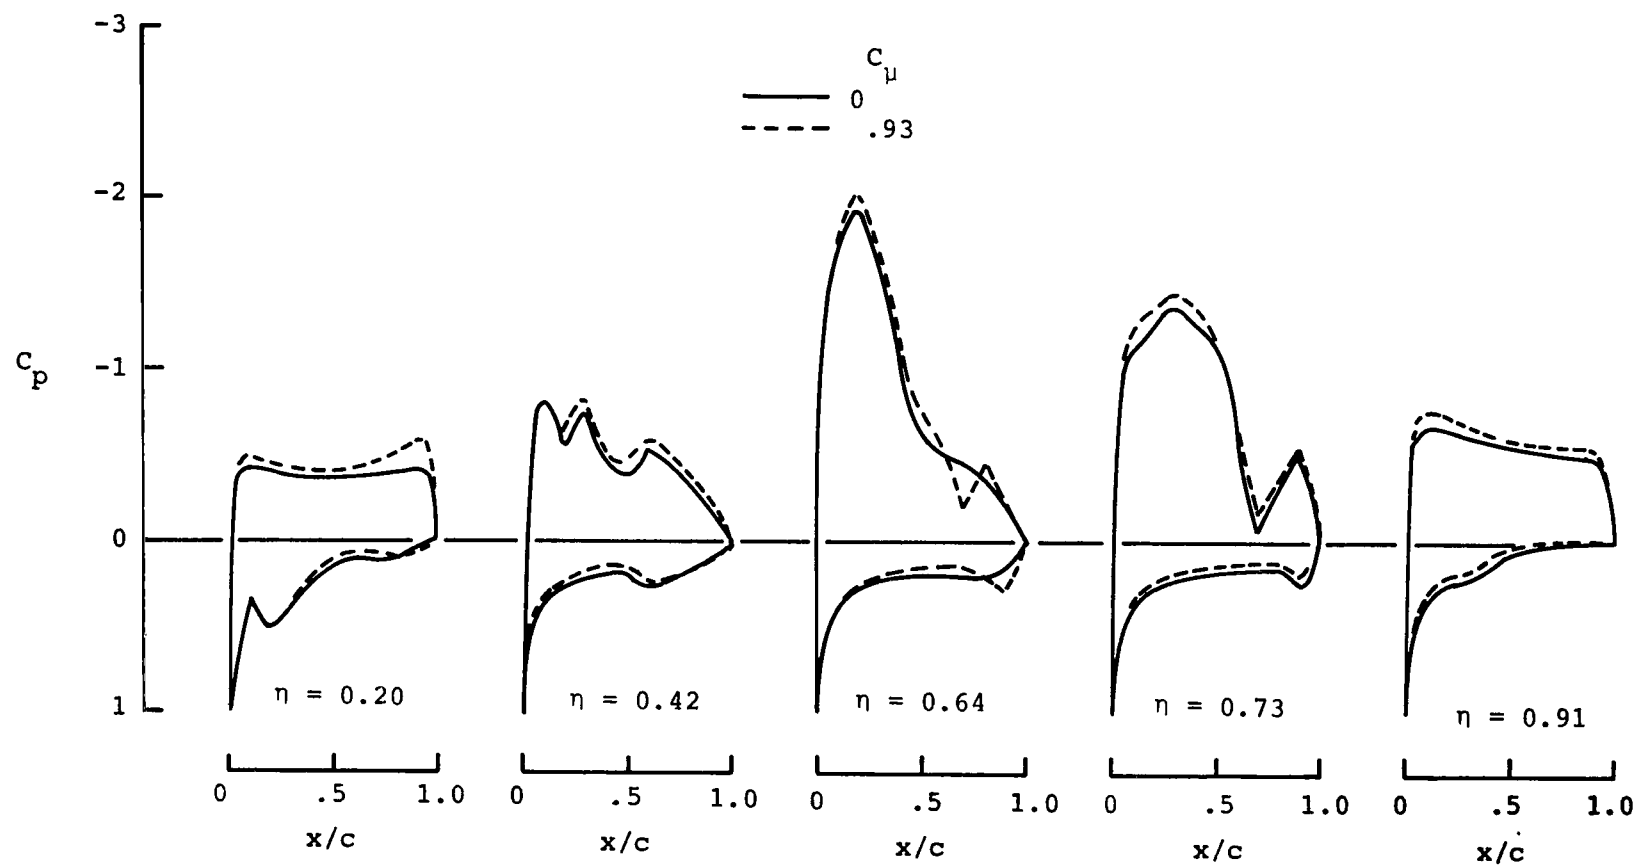 -3
C_μ
0
.93
-2
C_p
-1
0
1
η = 0.20
η = 0.42
η = 0.64
η = 0.73
η = 0.91
0 .5 1.0
0 .5 1.0
0 .5 1.0
0 .5 1.0
0 .5 1.0
x/c
x/c
x/c
x/c
x/c